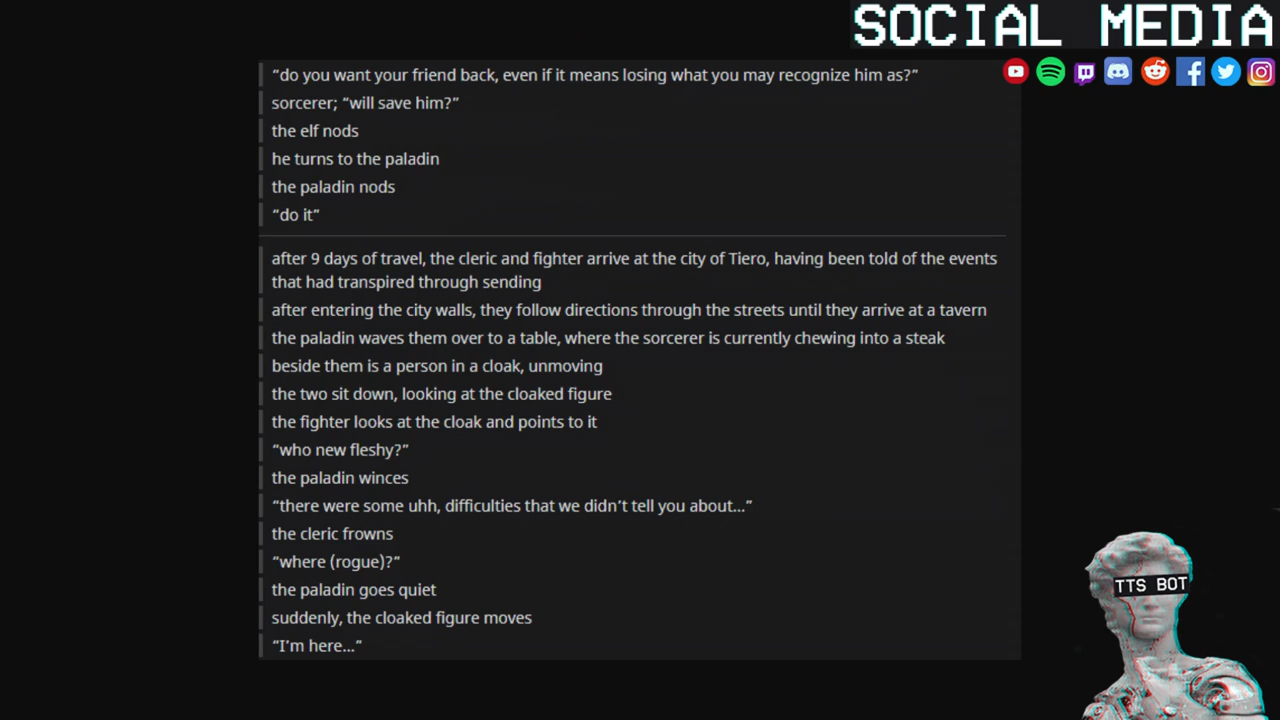 SOCIAL MEDIA
“do you want your friend back, even if it means losing what you may recognize him as?”
sorcerer; “will save him?”
the elf nods
he turns to the paladin
the paladin nods
“do it”
after 9 days of travel, the cleric and fighter arrive at the city of Tiero, having been told of the events
that had transpired through sending
after entering the city walls, they follow directions through the streets until they arrive at a tavern
the paladin waves them over to a table, where the sorcerer is currently chewing into a steak
beside them is a person in a cloak, unmoving
the two sit down, looking at the cloaked figure
the fighter looks at the cloak and points to it
“who new fleshy?”
the paladin winces
“there were some uhh, difficulties that we didn’t tell you about…”
the cleric frowns
“where (rogue)?”
the paladin goes quiet
suddenly, the cloaked figure moves
“I’m here…”
TTS BOT